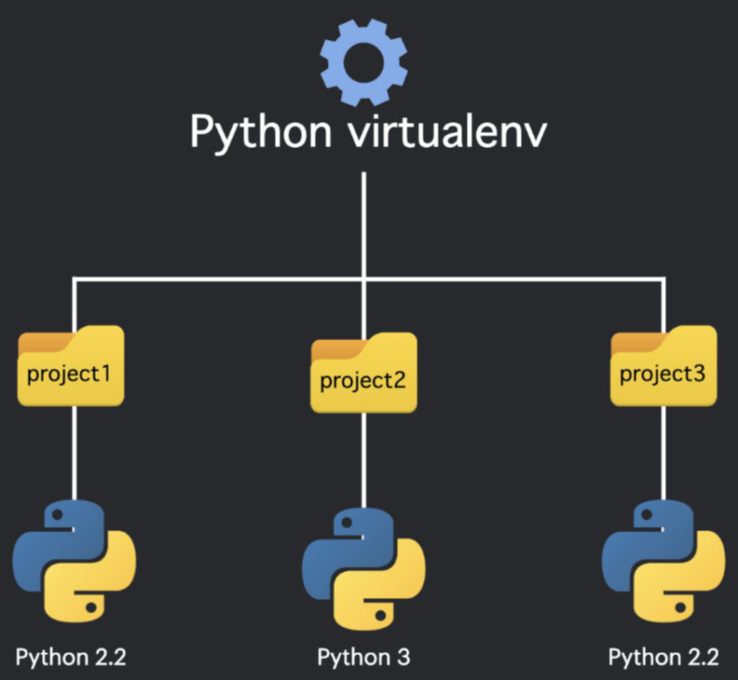 Python virtualenv
project1
project2
project3
Python 2.2
Python 3
Python 2.2